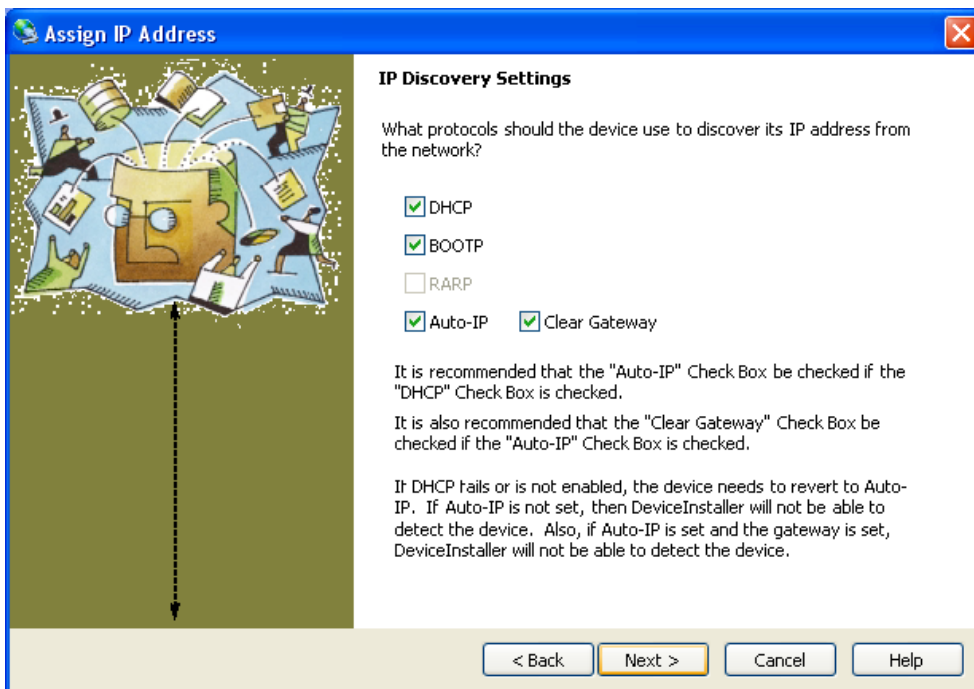 Assign IP Address
IP Discovery Settings
What protocols should the device use to discover its IP address from
the network?
DHCP
BOOTP
RARP
Auto-IP Clear Gateway
It is recommended that the "Auto-IP" Check Box be checked if the
"DHCP" Check Box is checked.
It is also recommended that the "Clear Gateway" Check Box be
checked if the "Auto-IP" Check Box is checked.
If DHCP fails or is not enabled, the device needs to revert to Auto-
IP. If Auto-IP is not set, then DeviceInstaller will not be able to
detect the device. Also, if Auto-IP is set and the gateway is set,
DeviceInstaller will not be able to detect the device.
< Back Next > Cancel Help